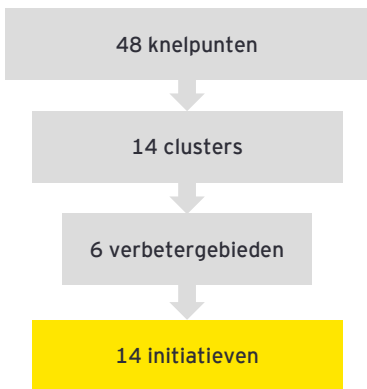 48 knelpunten
14 clusters
6 verbetergebieden
14 initiatieven